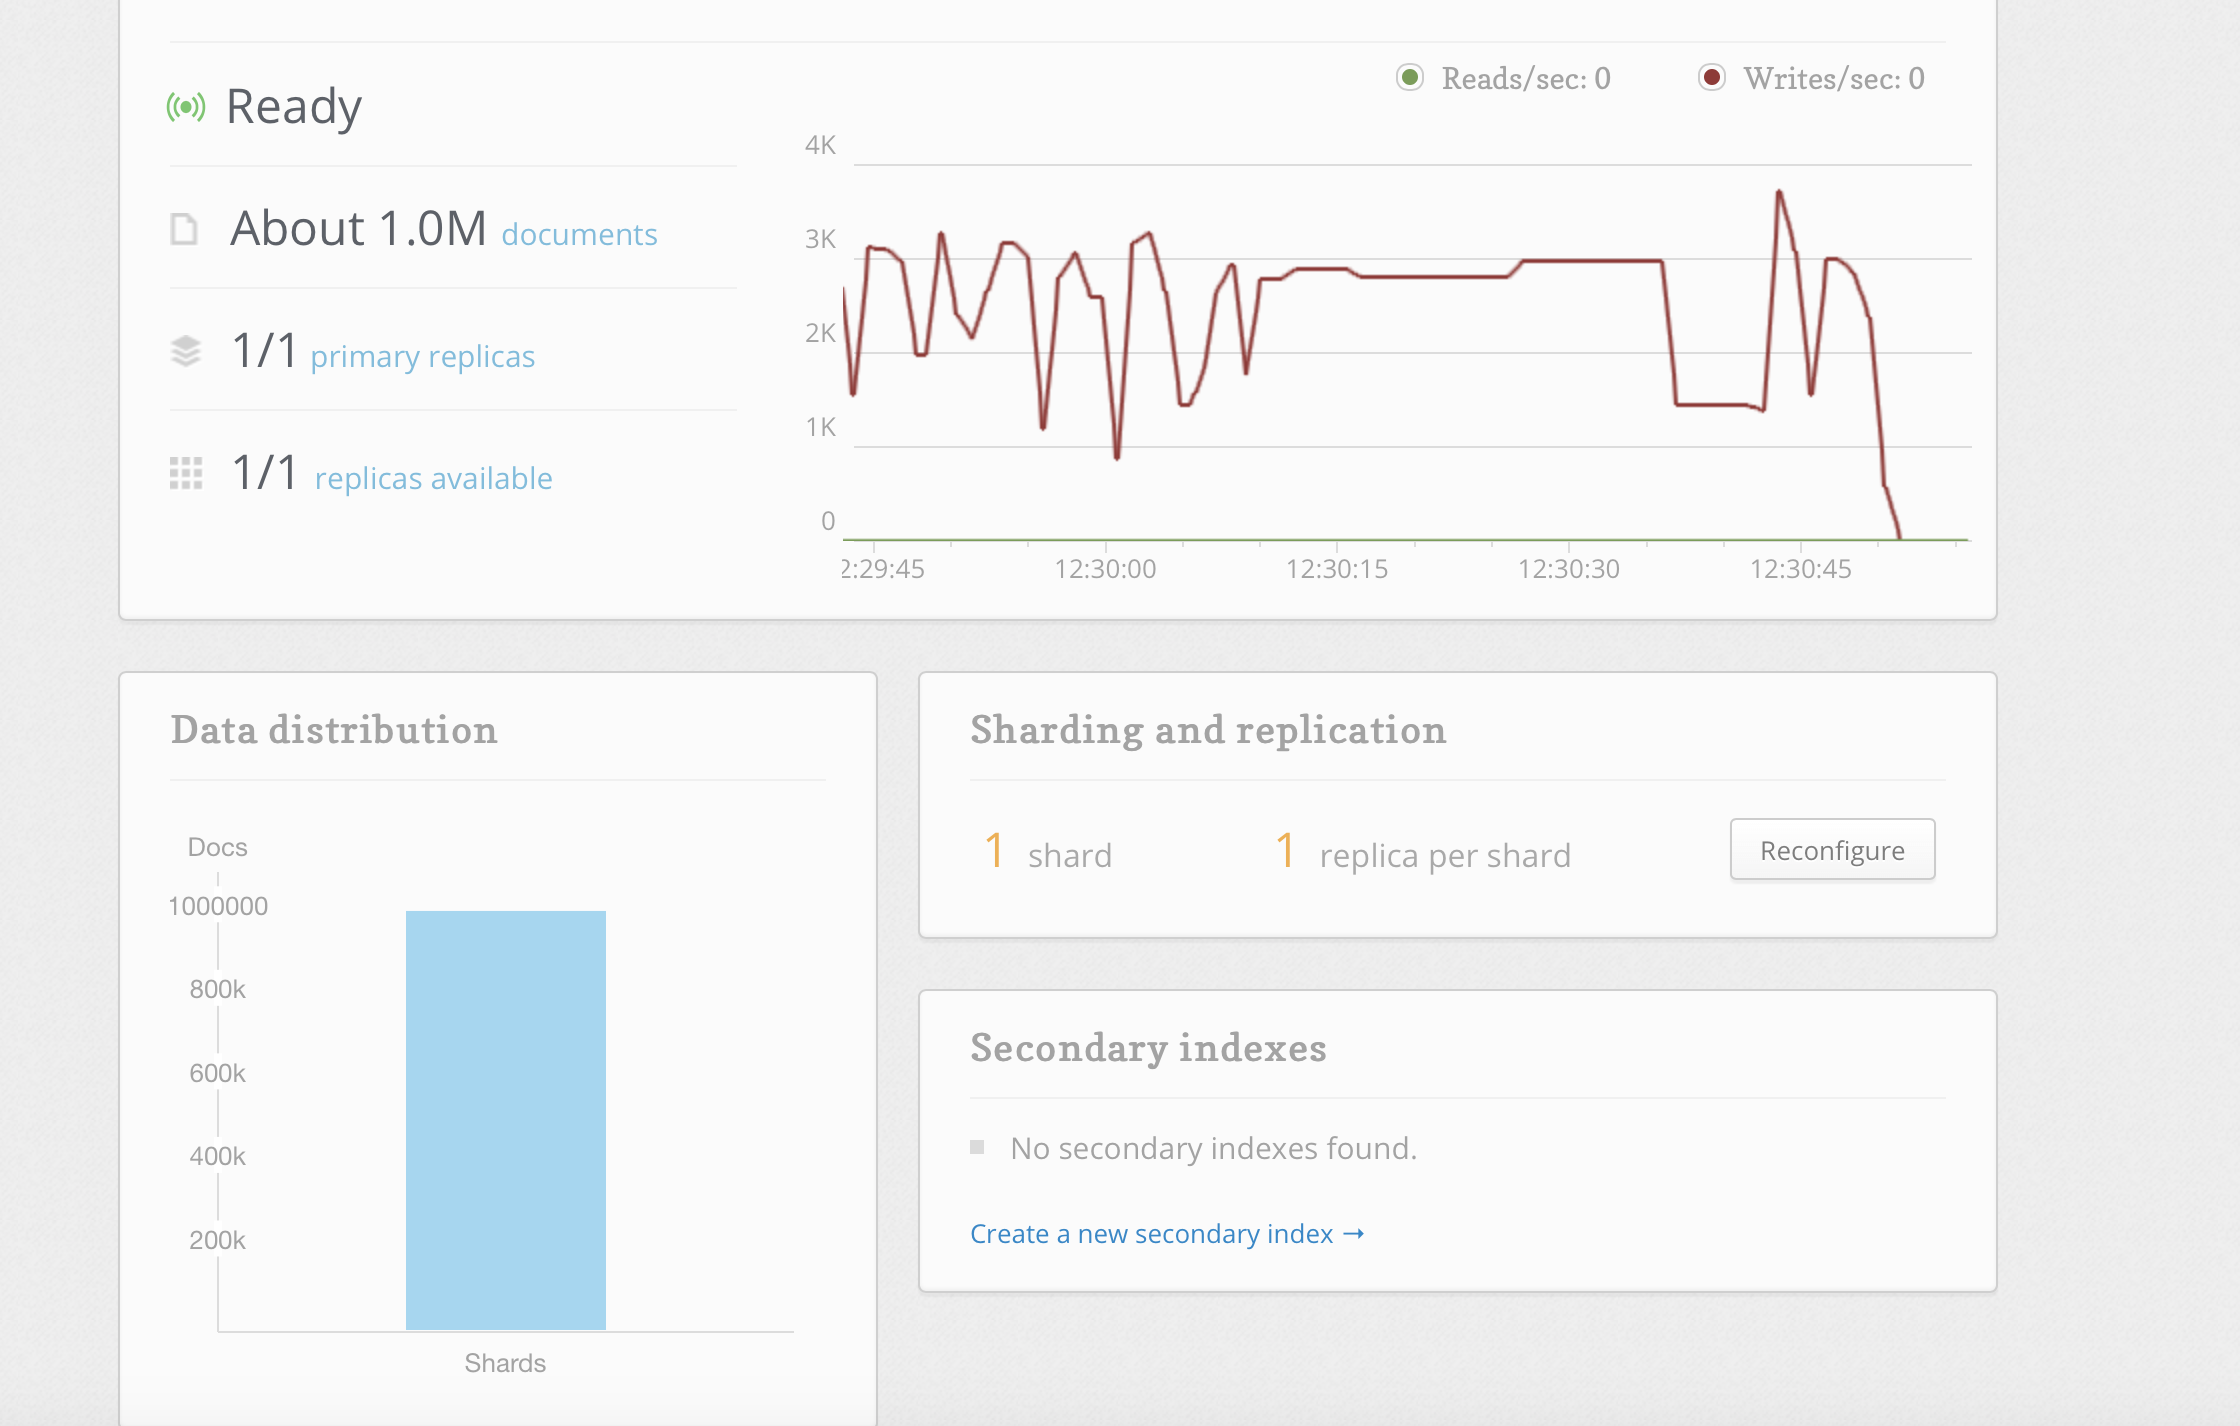 Ready
Reads/sec: 0
Writes/sec: 0
About 1.0M documents
1/1 primary replicas
1/1 replicas available
4K
3K
2K
1K
0
2:29:45
12:30:00
12:30:15
12:30:30
12:30:45
Data distribution
Docs
1000000
800k
600k
400k
200k
Shards
Sharding and replication
1 shard
1 replica per shard
Reconfigure
Secondary indexes
No secondary indexes found.
Create a new secondary index →